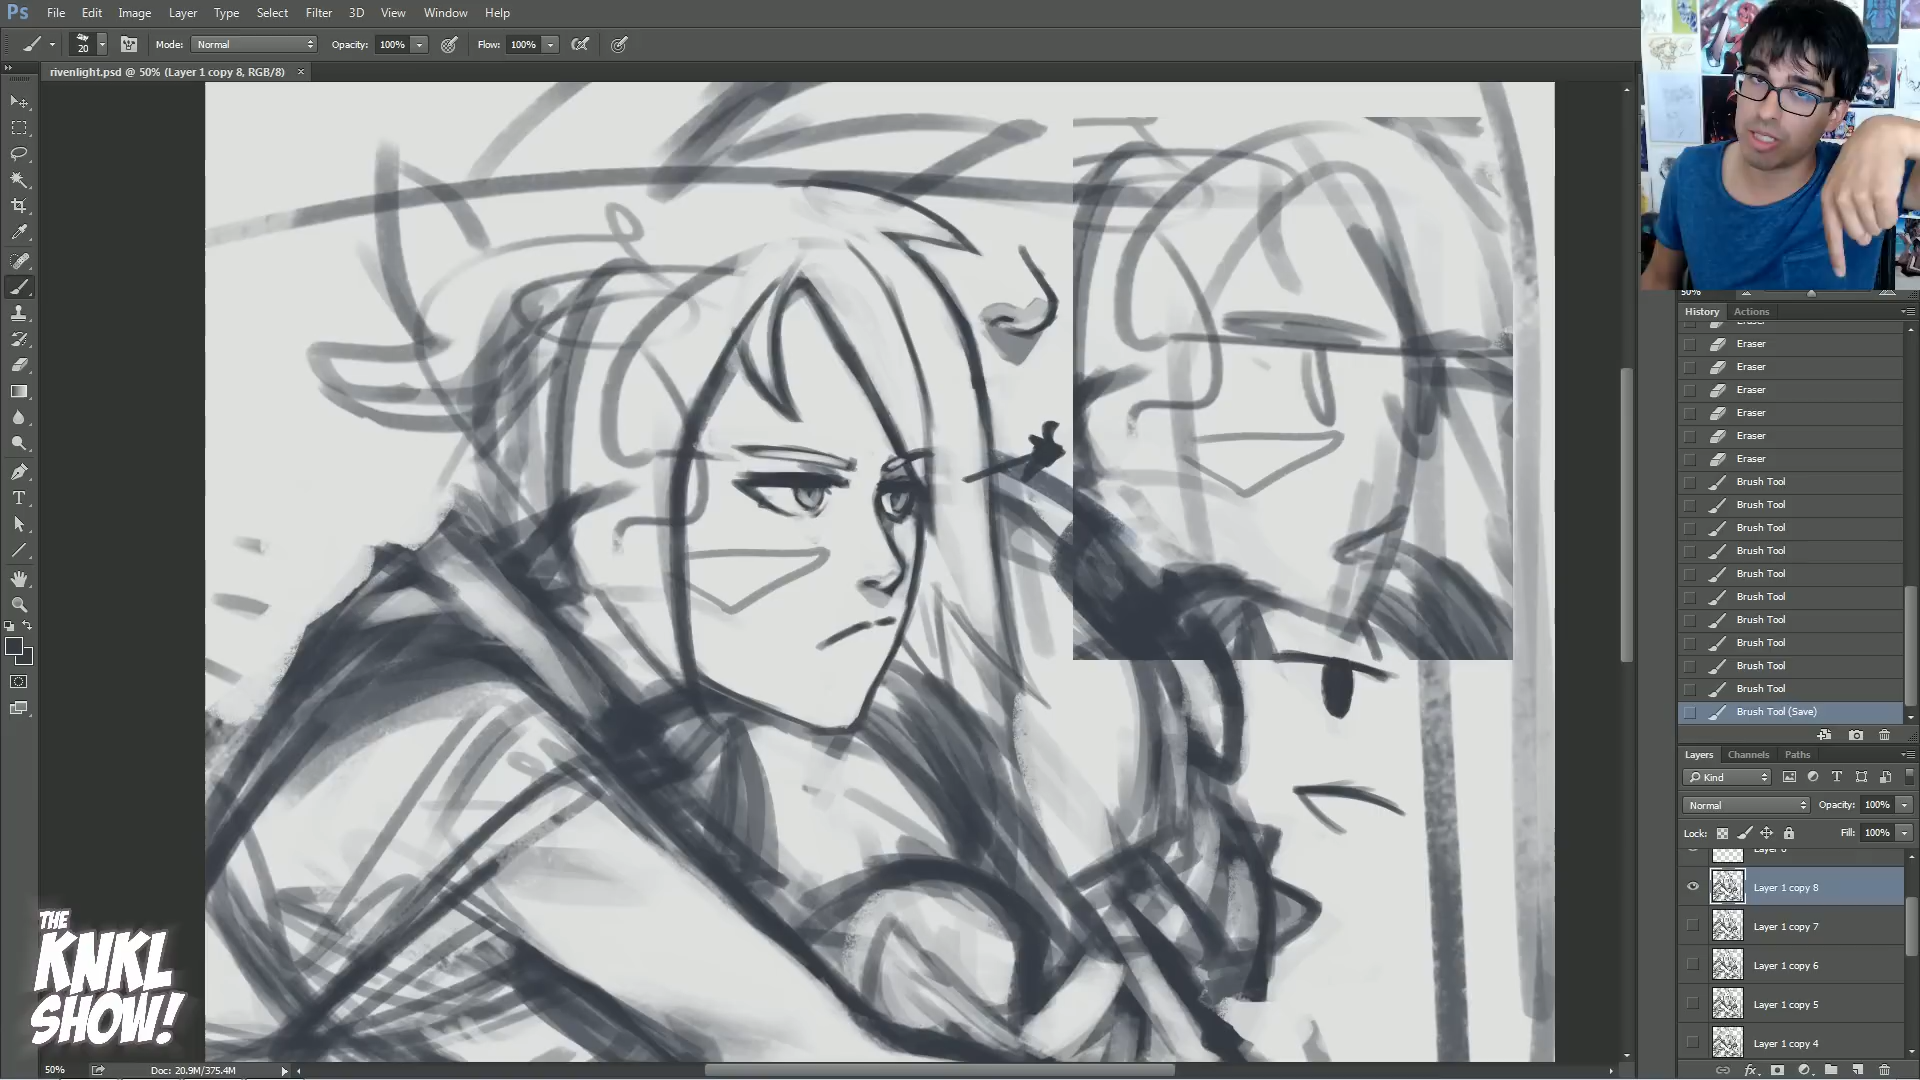 Ps File Edit Image Layer Type Select Filter 3D View Window Help
20 Mode: Normal Opacity: 100% Flow: 100%
rivenlight.psd @ 50% (Layer 1 copy 8, RGB/8) ×
50%
History Actions
Eraser
Eraser
Eraser
Eraser
Eraser
Eraser
Eraser
Brush Tool
Brush Tool
Brush Tool
Brush Tool
Brush Tool
Brush Tool
Brush Tool
Brush Tool
Brush Tool
Brush Tool
Brush Tool (Save)
Layers Channels Paths
Kind
Normal Opacity: 100%
Lock: Fill: 100%
Layer 1 copy 8
Layer 1 copy 7
Layer 1 copy 6
Layer 1 copy 5
Layer 1 copy 4
THE
KNKL
SHOW!
50% Doc: 20.9M/375.4M